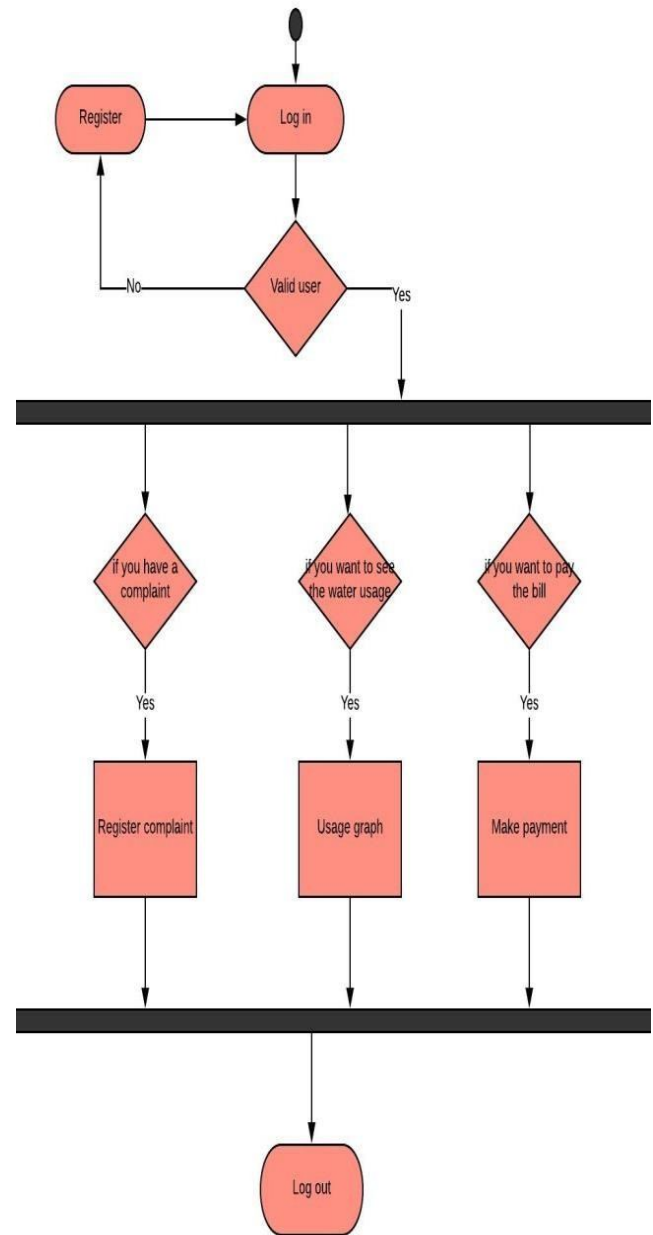 Register
Log in
Valid user
No
Yes
if you have a
complaint
if you want to see
the water usage
if you want to pay
the bill
Yes
Yes
Yes
Register complaint
Usage graph
Make payment
Log out